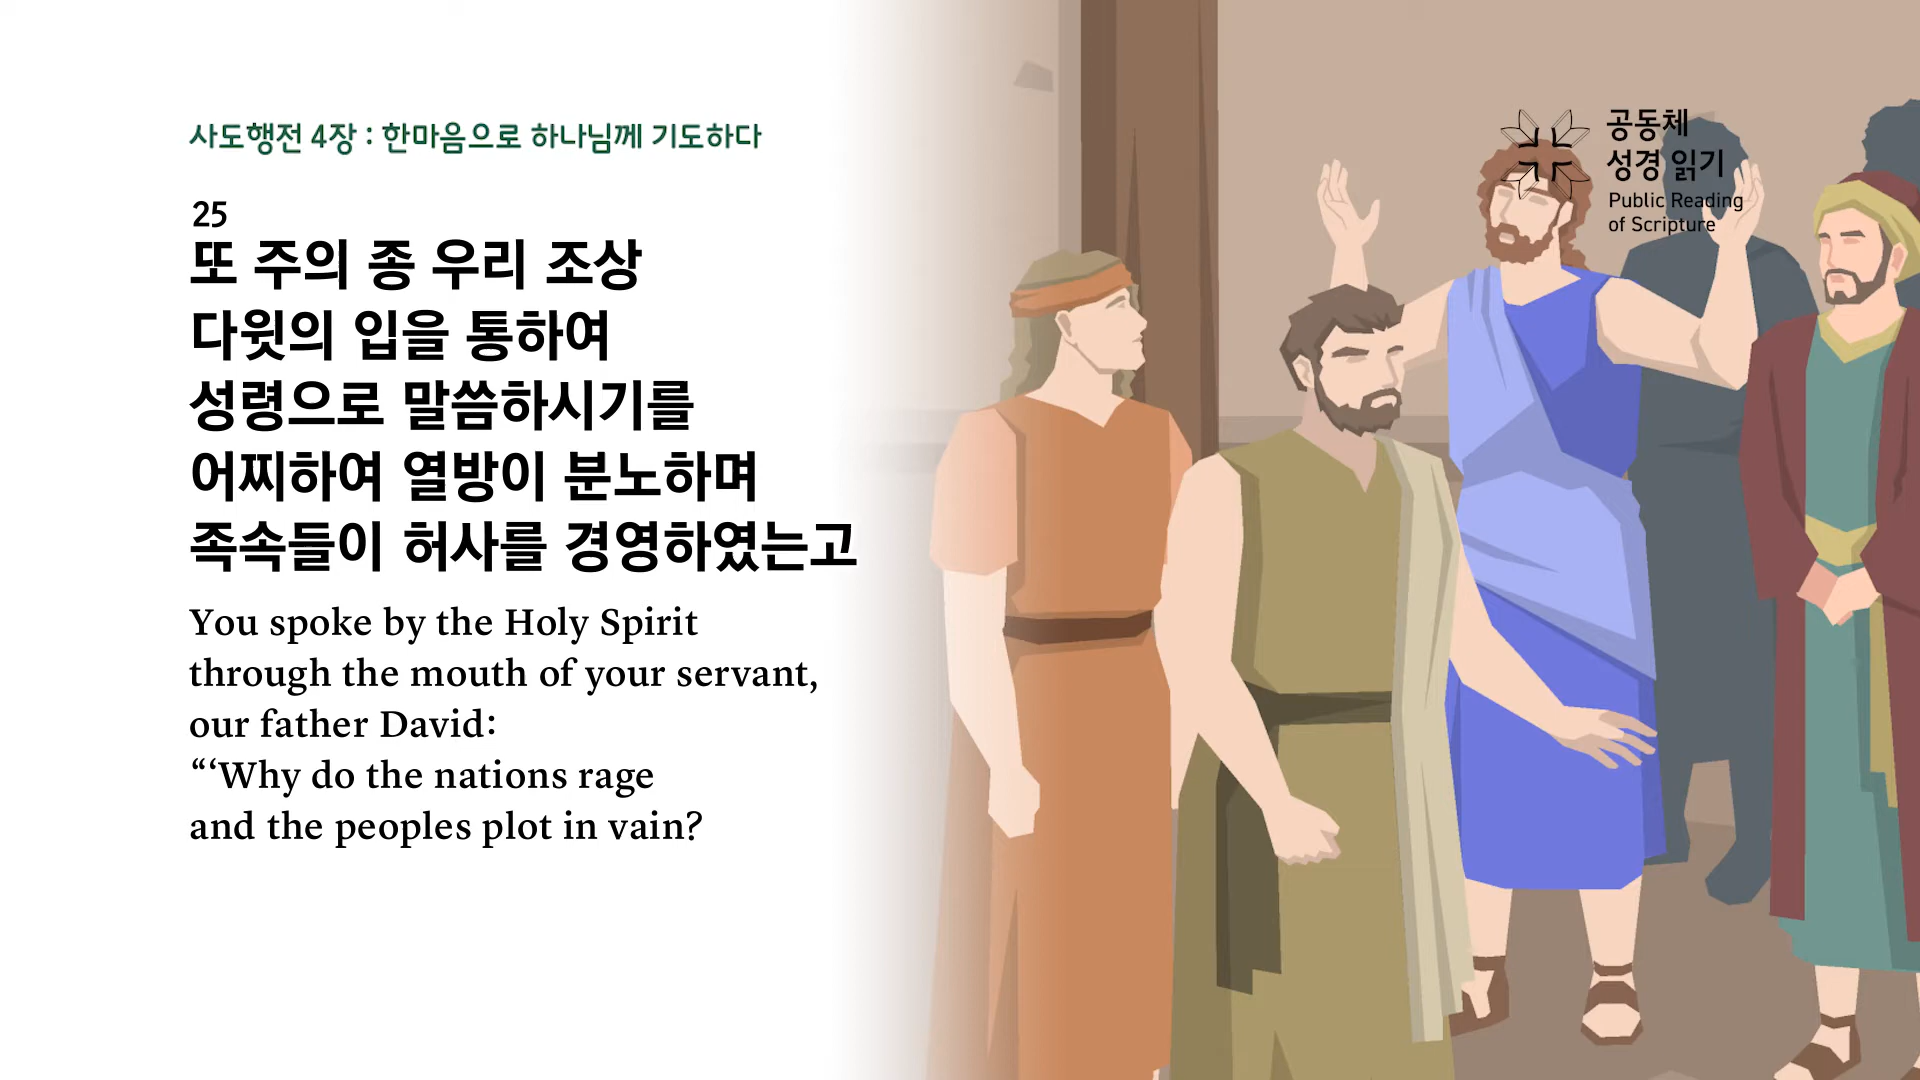 사도행전 4장 : 한마음으로 하나님께 기도하다
25
또 주의 종 우리 조상
다윗의 입을 통하여
성령으로 말씀하시기를
어찌하여 열방이 분노하며
족속들이 허사를 경영하였는고
You spoke by the Holy Spirit
through the mouth of your servant,
our father David:
“‘Why do the nations rage
and the peoples plot in vain?
공동체
성경 읽기
Public Reading
of Scripture